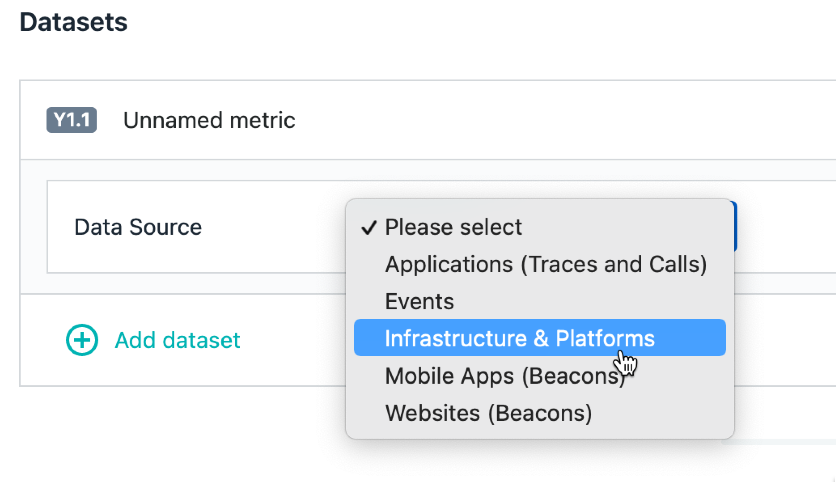 Datasets
Y1.1 Unnamed metric
Data Source
✓ Please select
Applications (Traces and Calls)
Events
Infrastructure & Platforms
Mobile Apps (Beacons)
Websites (Beacons)
Add dataset